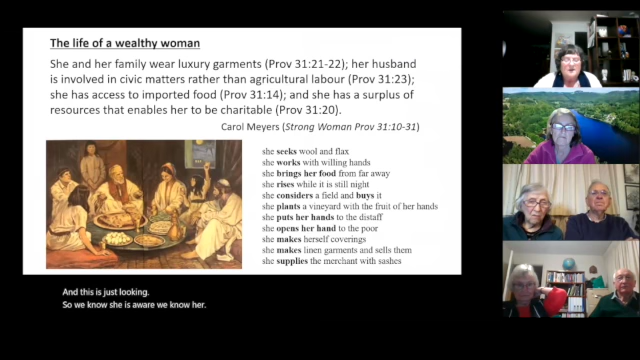 The life of a wealthy woman
She and her family wear luxury garments (Prov 31:21-22); her husband
is involved in civic matters rather than agricultural labour (Prov 31:23);
she has access to imported food (Prov 31:14); and she has a surplus of
resources that enables her to be charitable (Prov 31:20).
Carol Meyers (Strong Woman Prov 31:10-31)
she seeks wool and flax
she works with willing hands
she brings her food from far away
she rises while it is still night
she considers a field and buys it
she plants a vineyard with the fruit of her hands
she puts her hands to the distaff
she opens her hand to the poor
she makes herself coverings
she makes linen garments and sells them
she supplies the merchant with sashes
And this is just looking.
So we know she is aware we know her.